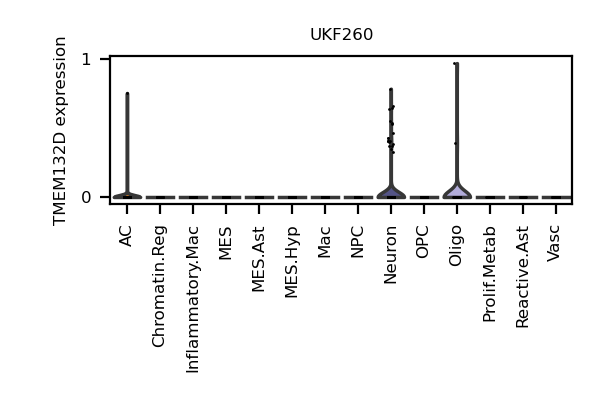 UKF260
TMEM132D expression
1
0
AC
Chromatin.Reg
Inflammatory.Mac
MES
MES.Ast
MES.Hyp
Mac
NPC
Neuron
OPC
Oligo
Prolif.Metab
Reactive.Ast
Vasc